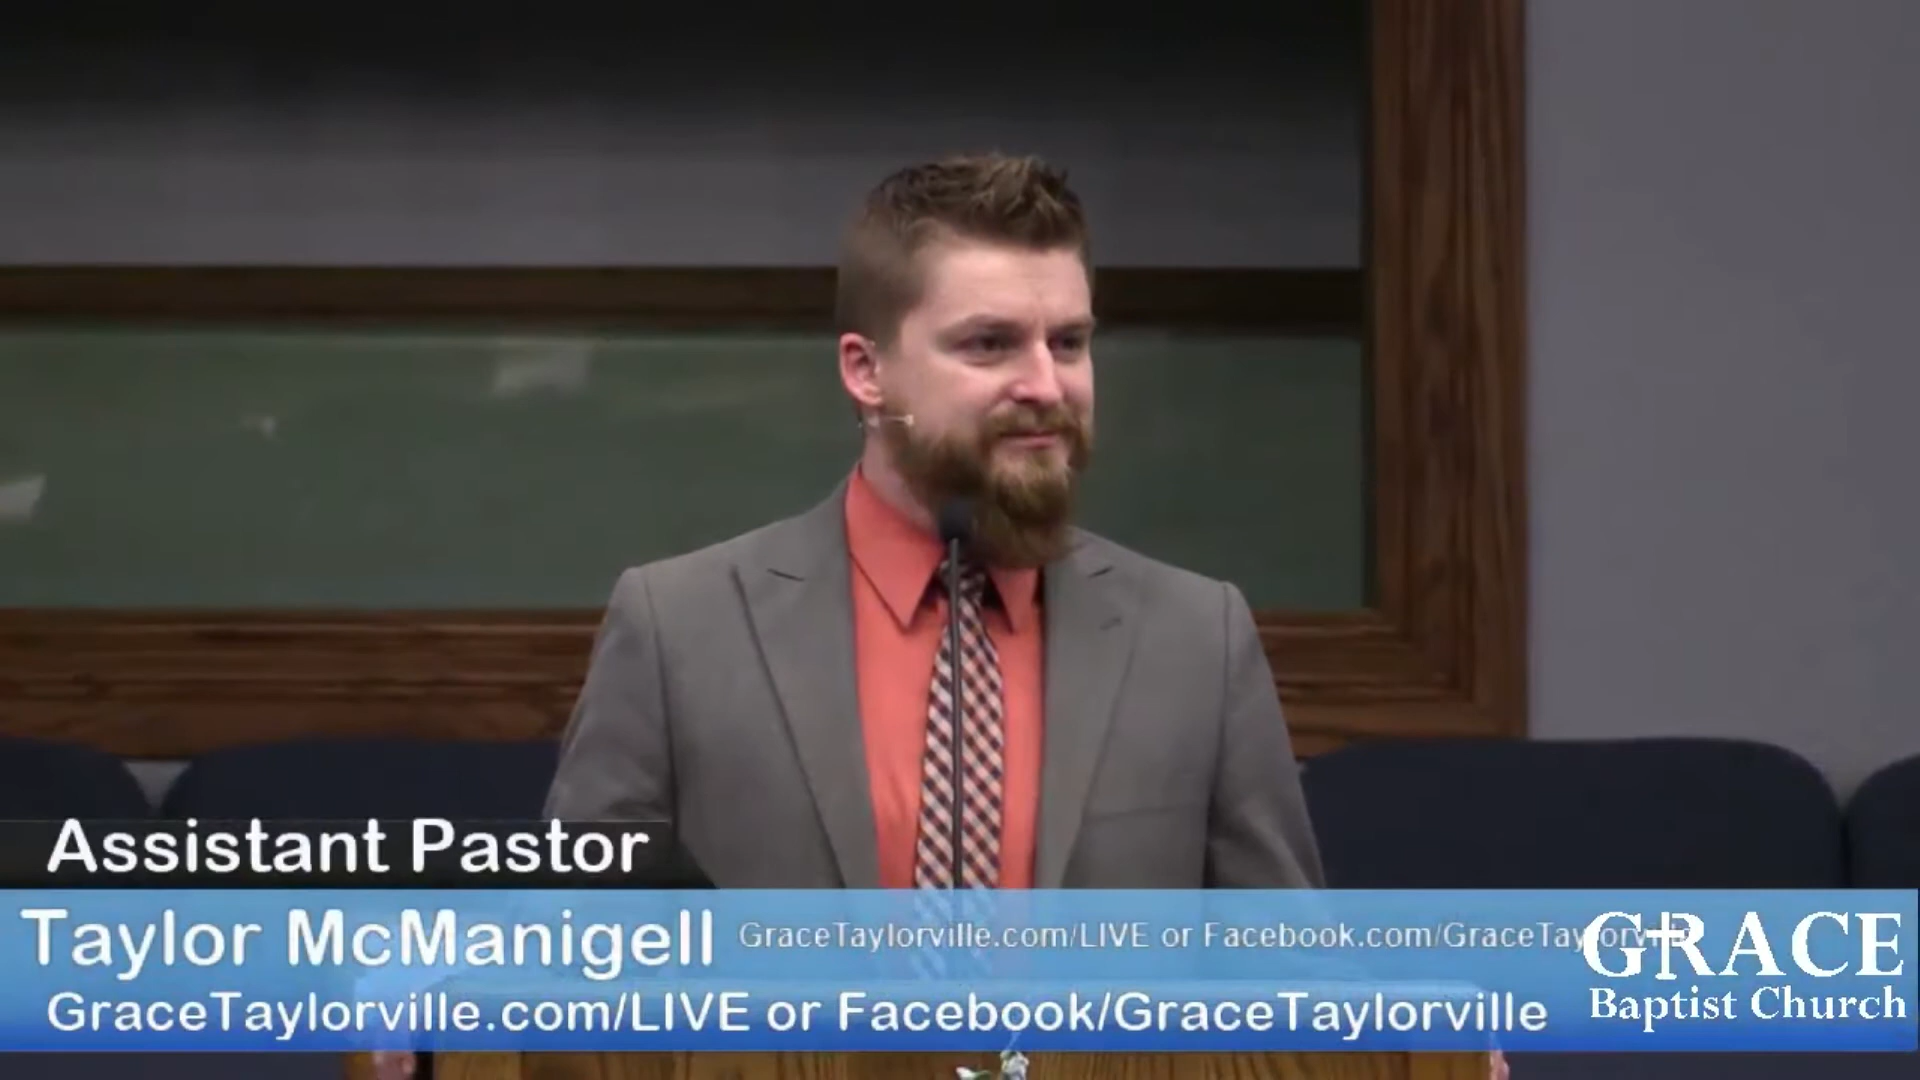 Assistant Pastor
Taylor McManigell
GraceTaylorville.com/LIVE or Facebook.com/GraceTaylorville
GraceTaylorville.com/LIVE or Facebook/GraceTaylorville
GRACE
Baptist Church